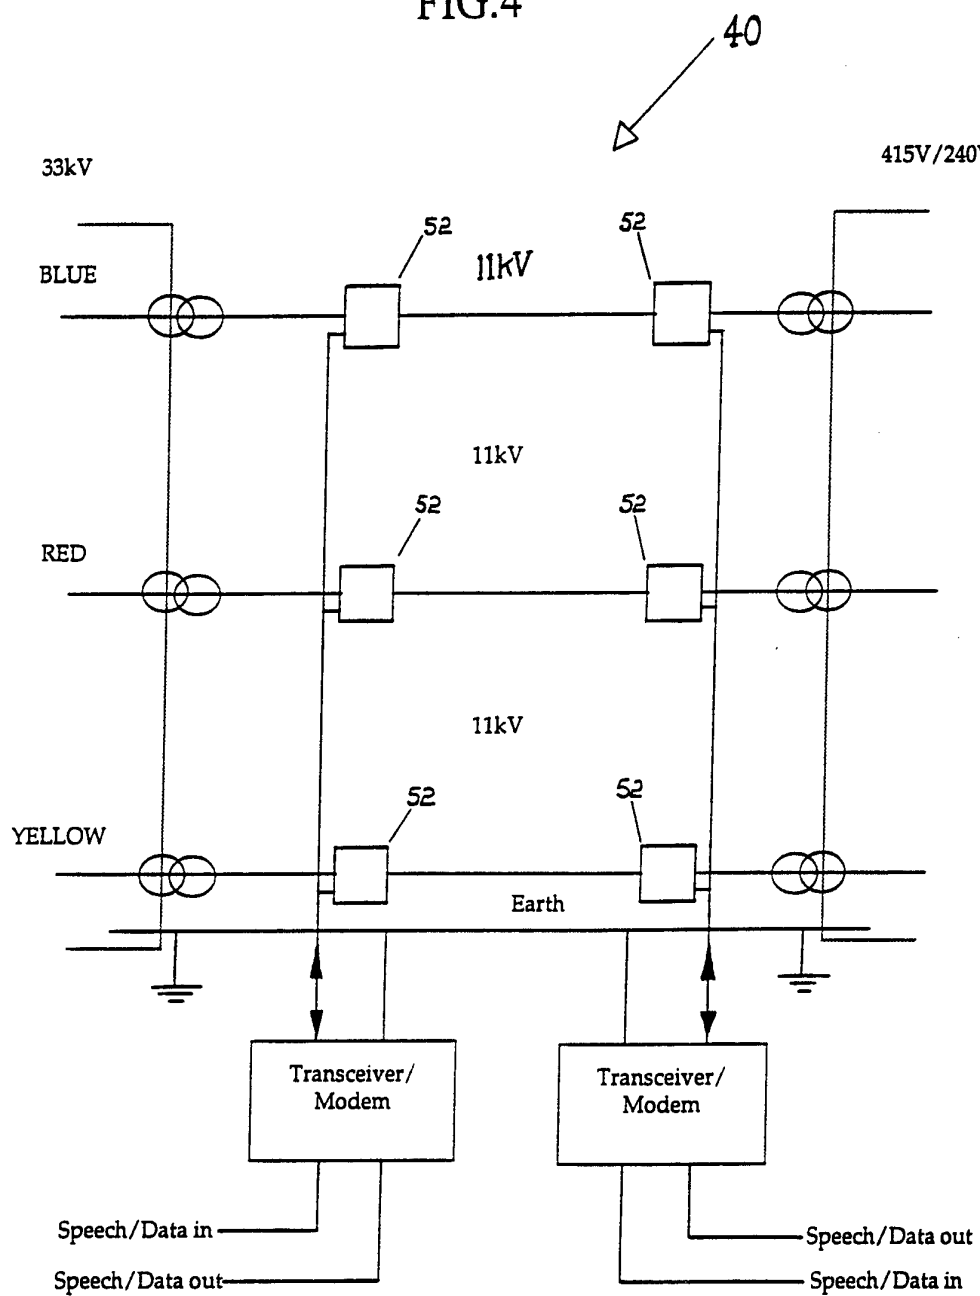 FIG.4
40
33kV
415V/240V
52
52
11kV
BLUE
11kV
52
52
RED
11kV
52
52
YELLOW
Earth
Transceiver/
Modem
Transceiver/
Modem
Speech/Data in
Speech/Data out
Speech/Data out
Speech/Data in